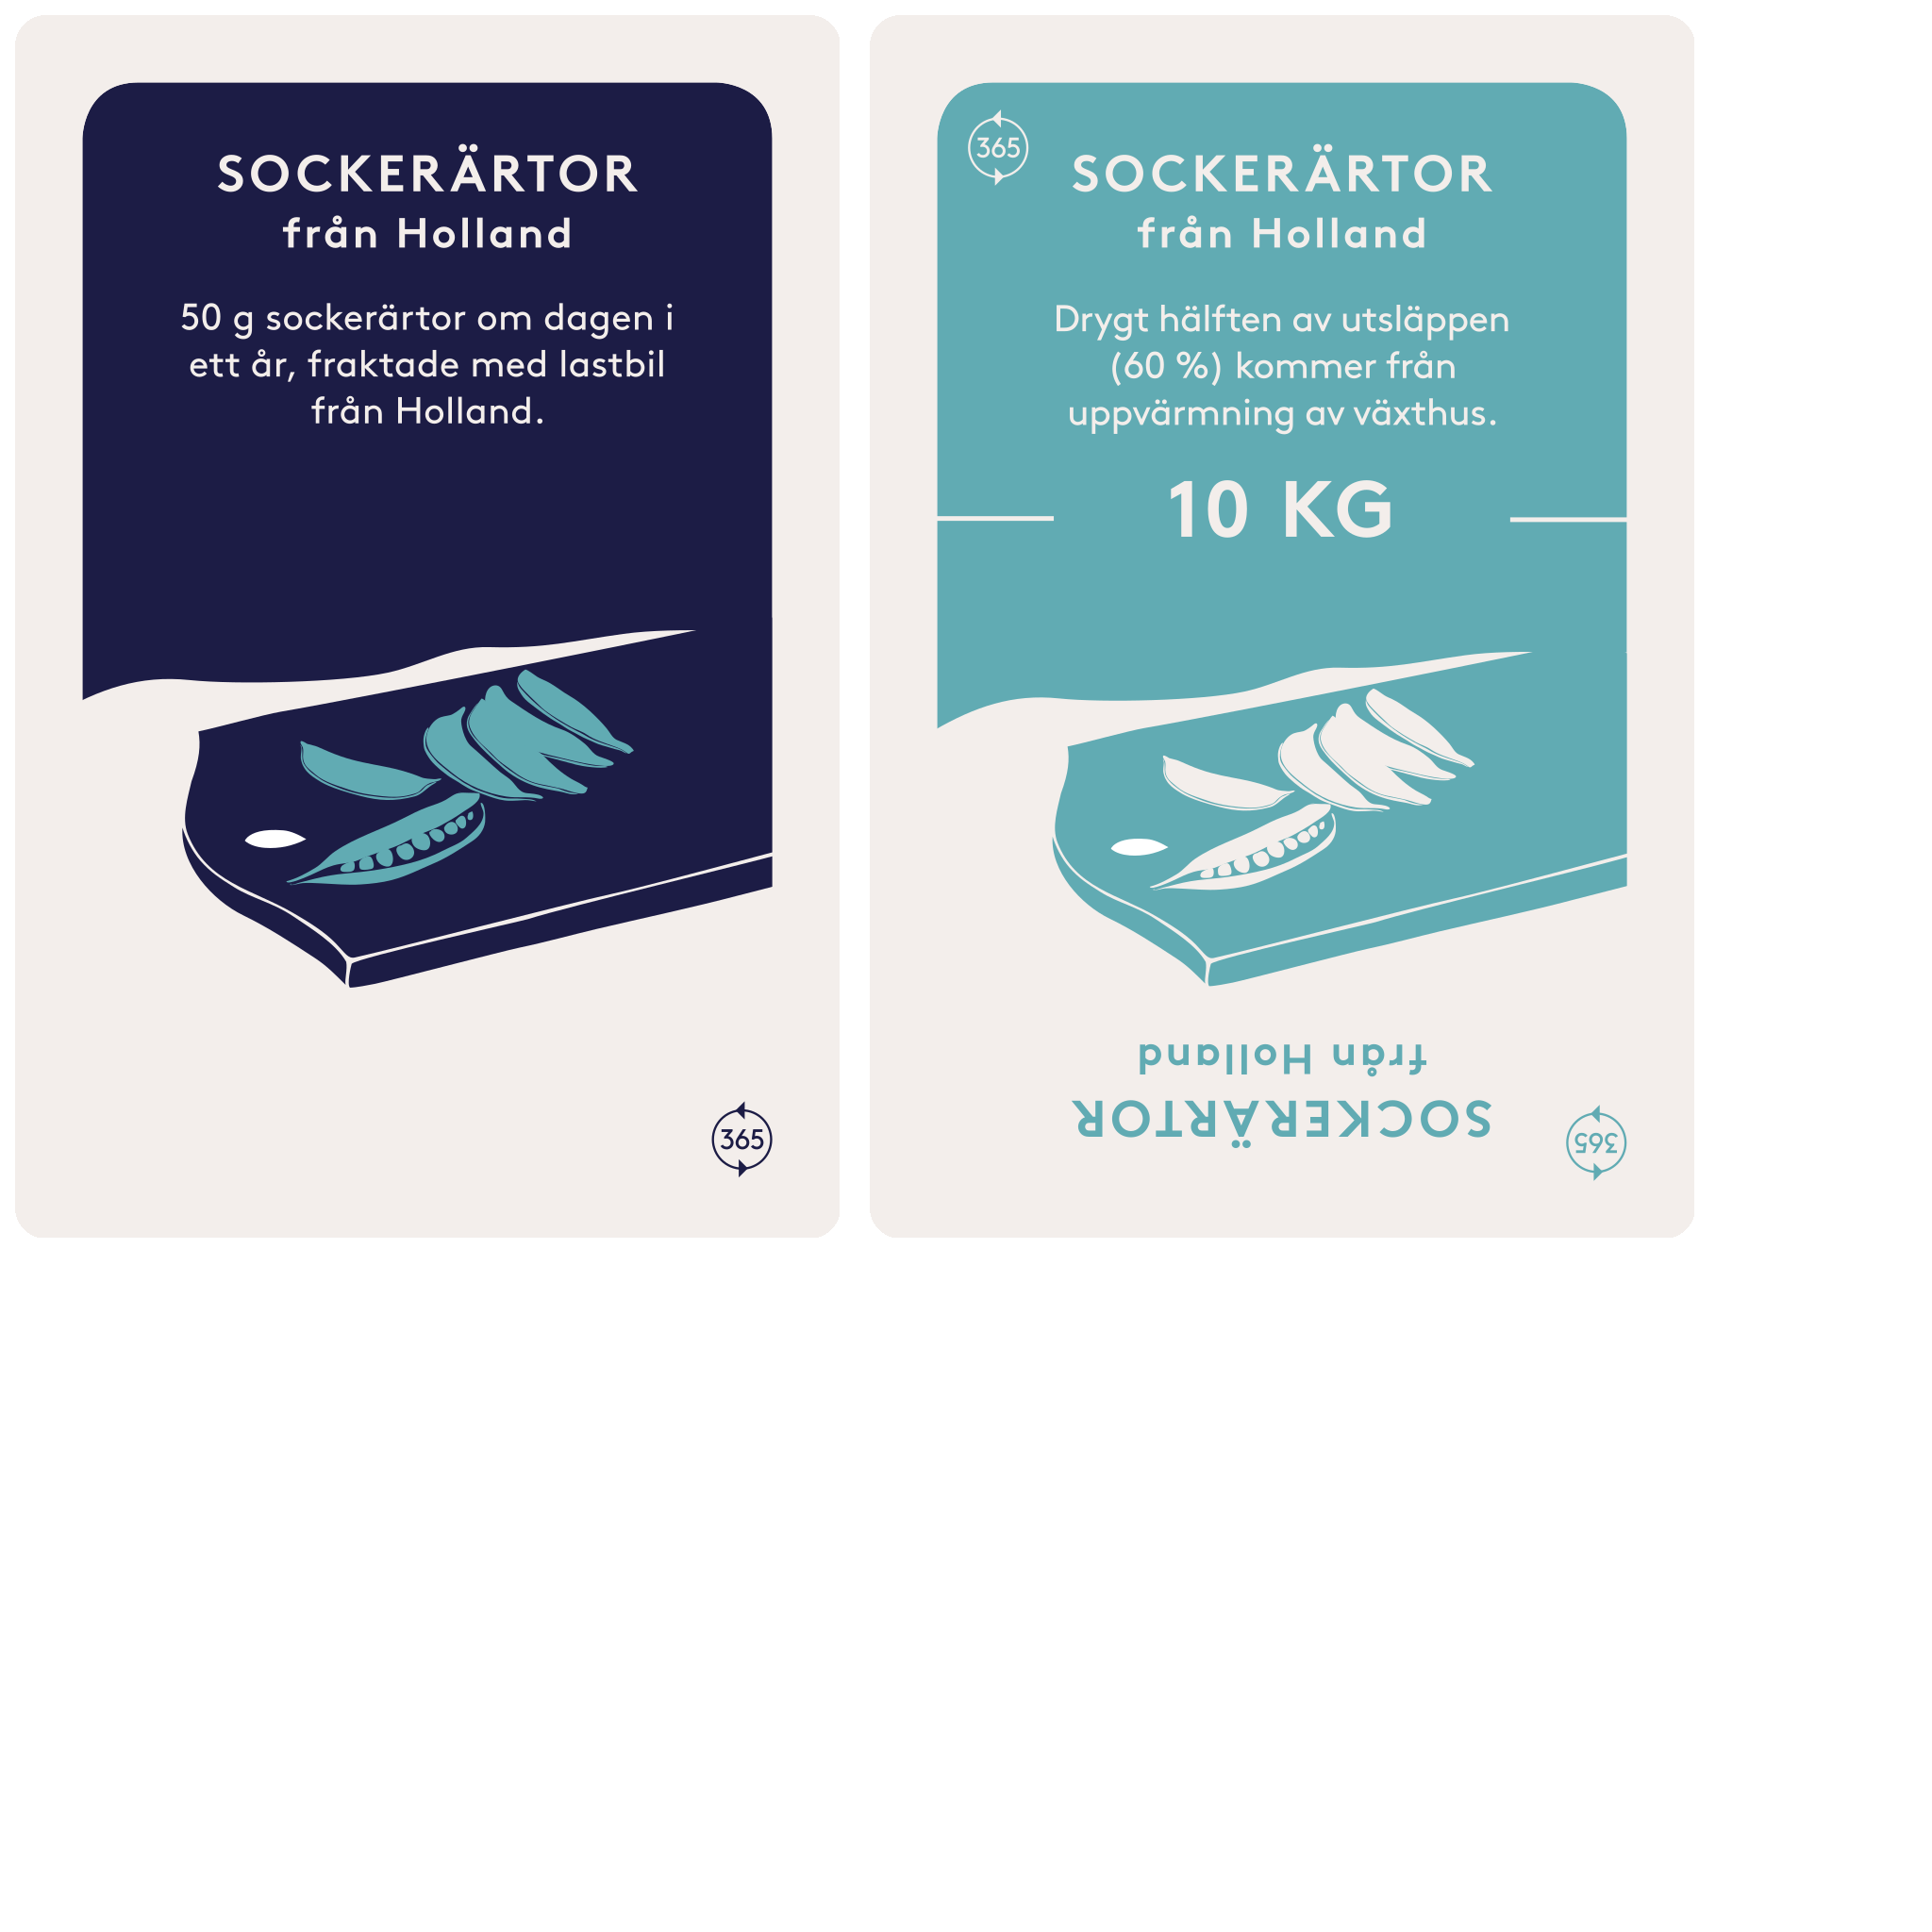 SOCKERÄRTOR
från Holland
50 g sockerärtor om dagen i
ett år, fraktade med lastbil
från Holland.
365
365
SOCKERÄRTOR
från Holland
Drygt hälften av utsläppen
(60 %) kommer från
uppvärmning av växthus.
10 KG
från Holland
SOCKERÄRTOR
365